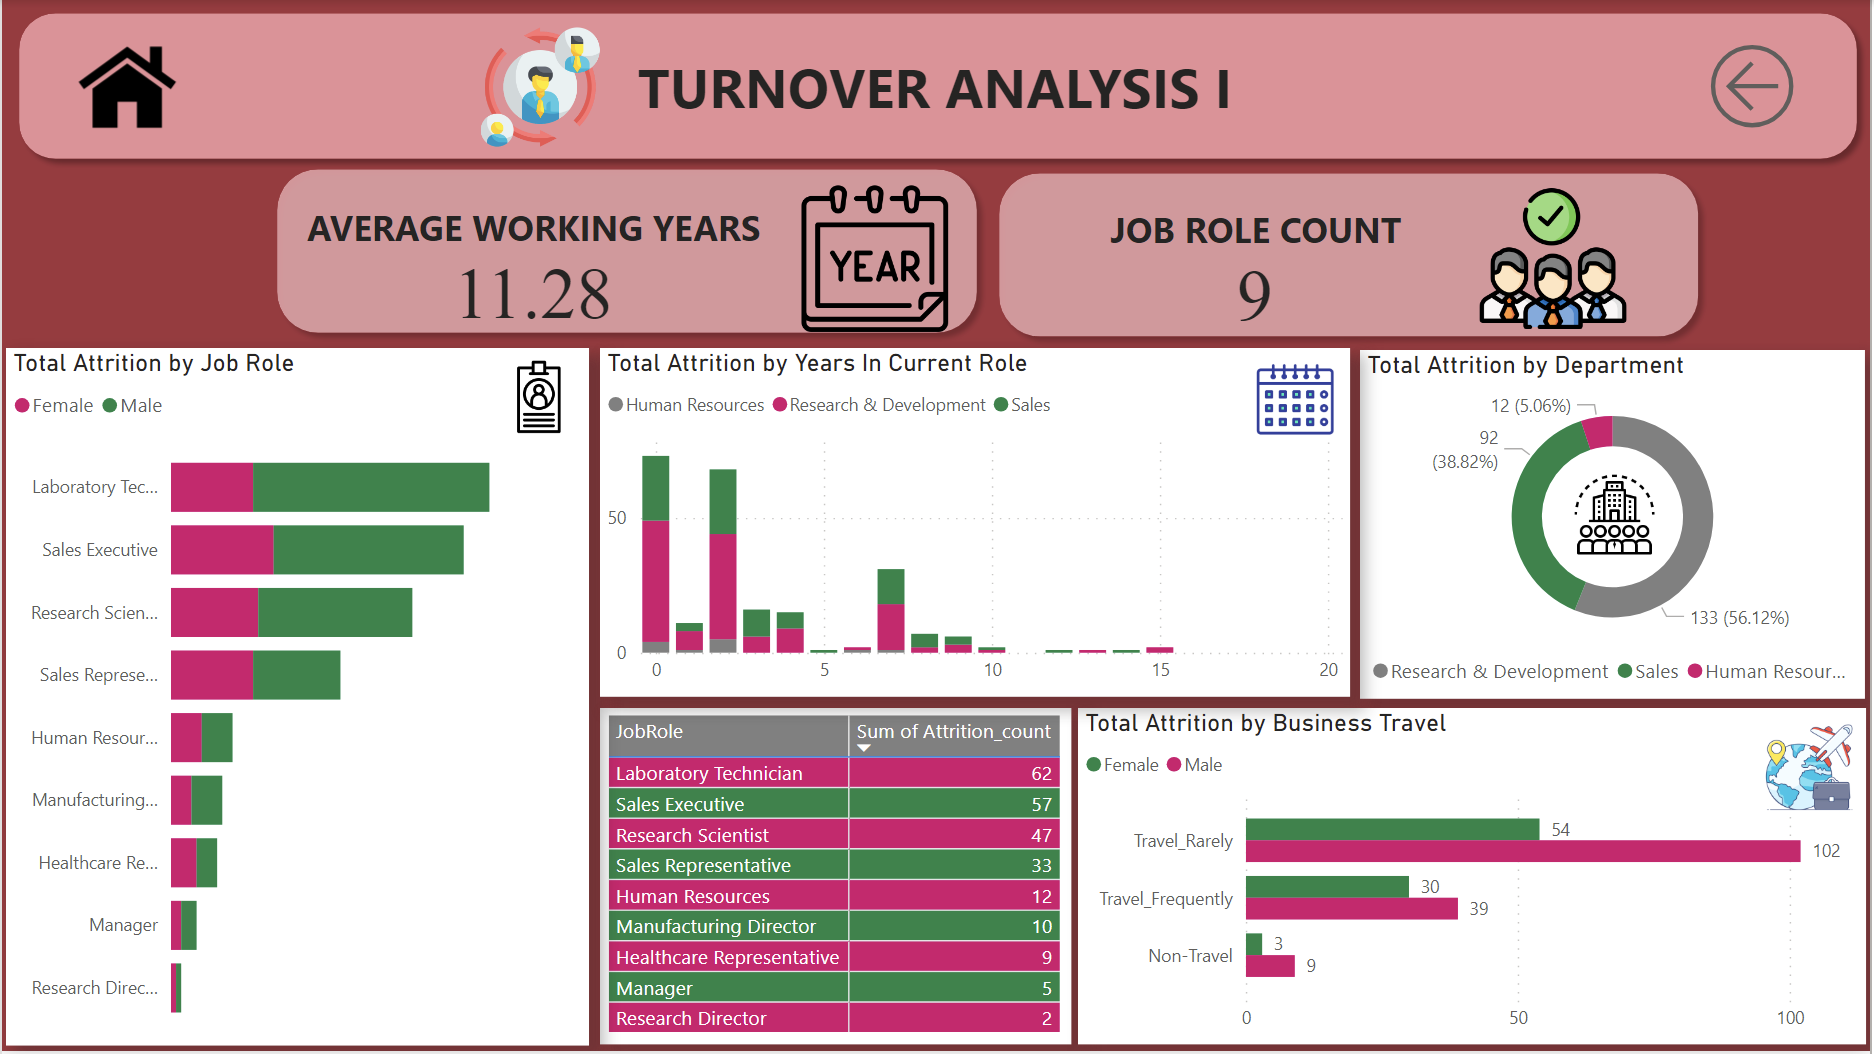 TURNOVER ANALYSIS I
AVERAGE WORKING YEARS
11.28
YEAR
JOB ROLE COUNT
9
Total Attrition by Job Role
Female Male
Laboratory Tec...
Sales Executive
Research Scien...
Sales Represe...
Human Resour...
Manufacturing...
Healthcare Re...
Manager
Research Direc...
Total Attrition by Years In Current Role
Human Resources Research & Development Sales
50
0
0 5 10 15 20
Total Attrition by Department
12 (5.06%)
92
(38.82%)
133 (56.12%)
Research & Development Sales Human Resour...
JobRole Sum of Attrition_count
Laboratory Technician 62
Sales Executive 57
Research Scientist 47
Sales Representative 33
Human Resources 12
Manufacturing Director 10
Healthcare Representative 9
Manager 5
Research Director 2
Total Attrition by Business Travel
Female Male
Travel_Rarely 54
102
Travel_Frequently 30
39
Non-Travel 3
9
0 50 100